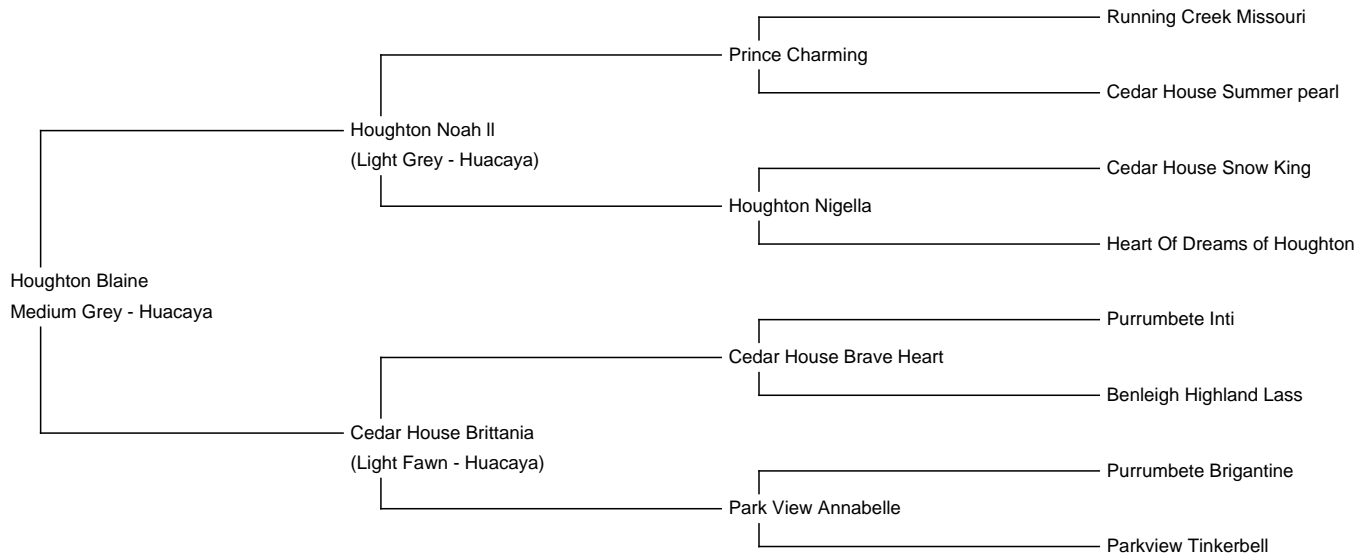 Running Creek Missouri
Prince Charming
Cedar House Summer pearl
Houghton Noah ll
(Light Grey - Huacaya)
Cedar House Snow King
Houghton Nigella
Heart Of Dreams of Houghton
Houghton Blaine
Medium Grey - Huacaya
Purrumbete Inti
Cedar House Brave Heart
Benleigh Highland Lass
Cedar House Brittania
(Light Fawn - Huacaya)
Purrumbete Brigantine
Park View Annabelle
Parkview Tinkerbell